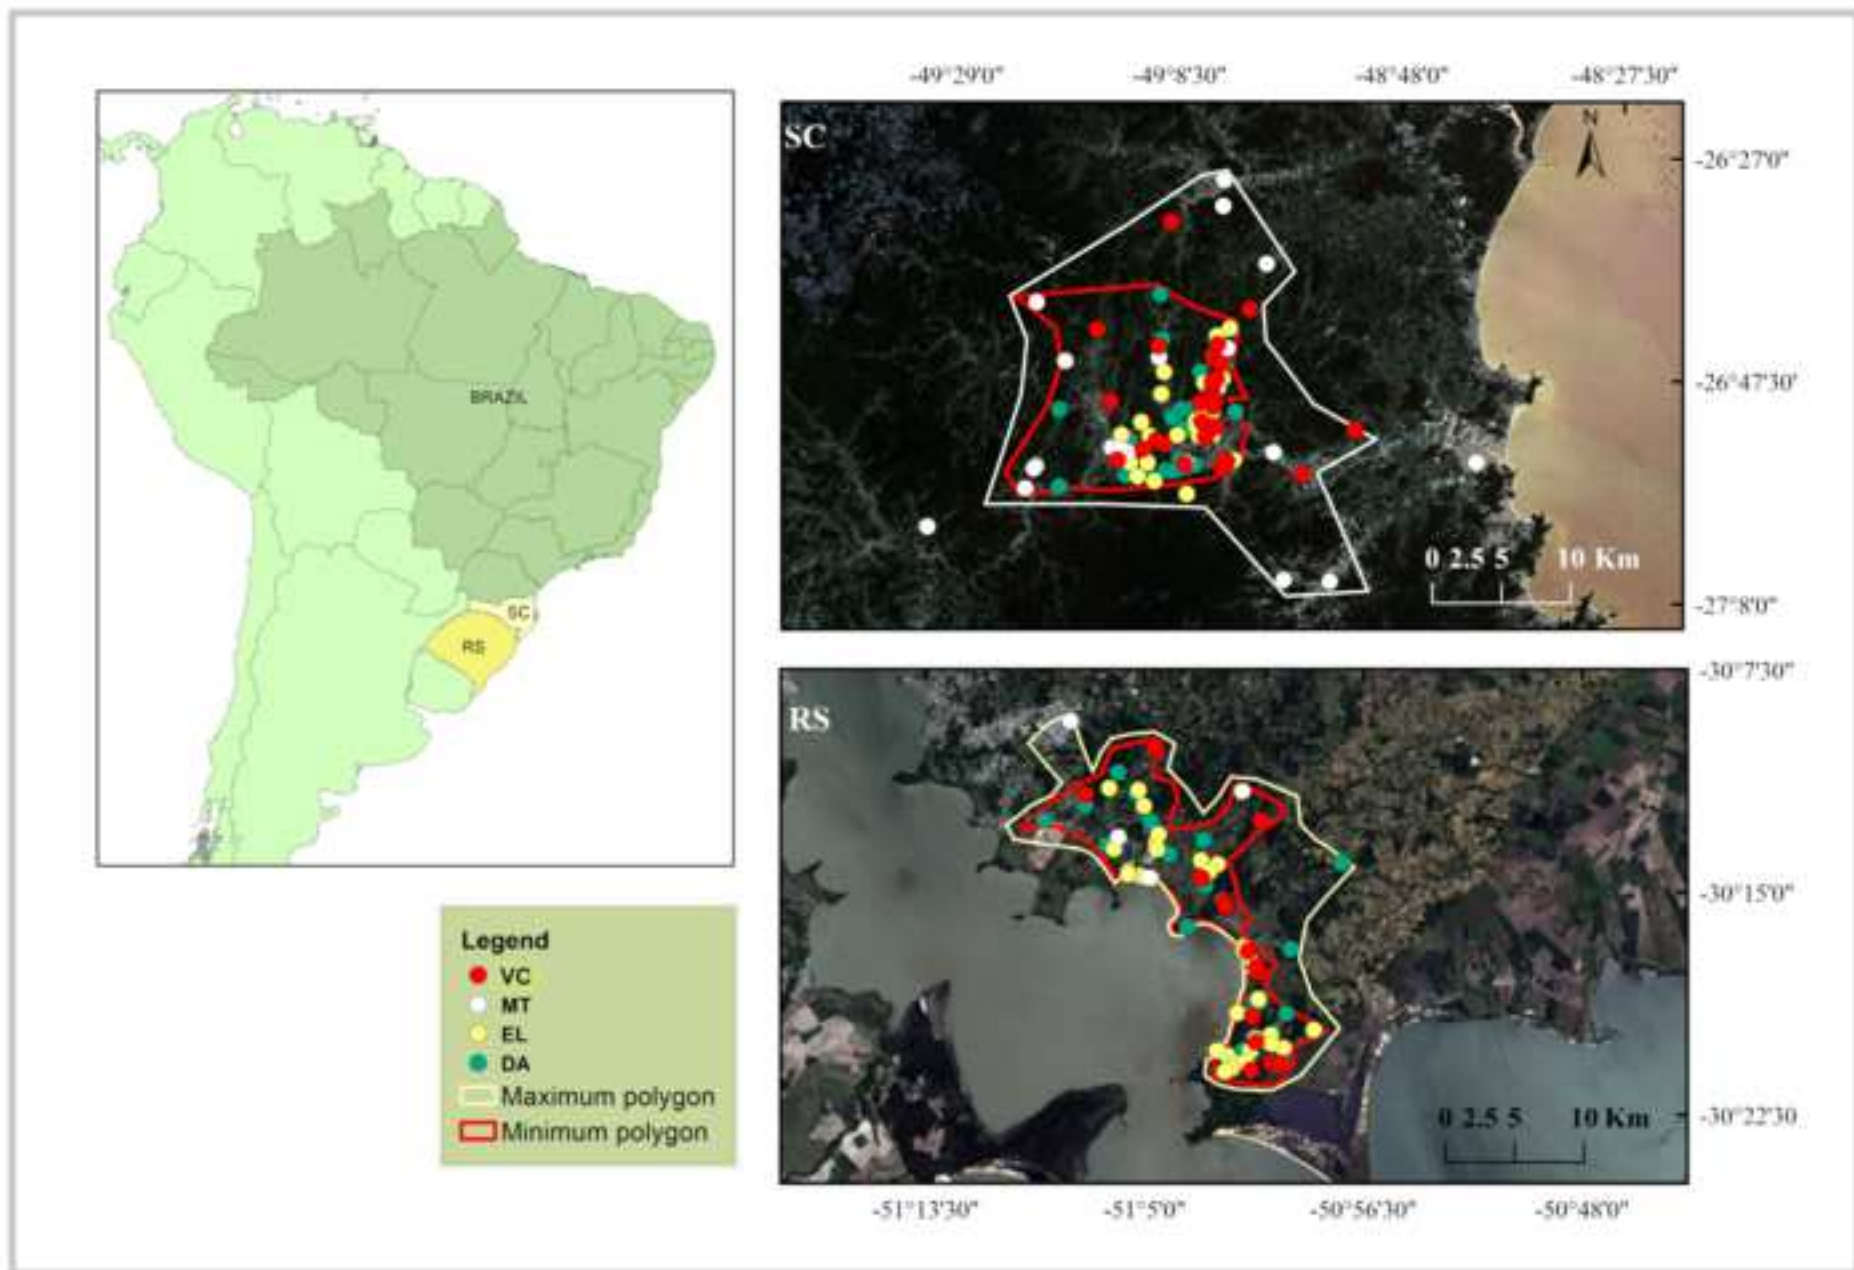 BRAZIL
SC
RS
Legend
VC
MT
EL
DA
Maximum polygon
Minimum polygon
-49°29'0" -49°8'30" -48°48'0" -48°27'30"
SC
N
-26°27'0"
-26°47'30'
-27°8'0"
0 2.5 5 10 Km
RS
-30°7'30"
-30°15'0"
-30°22'30
0 2.5 5 10 Km
-51°13'30" -51°5'0" -50°56'30" -50°48'0"